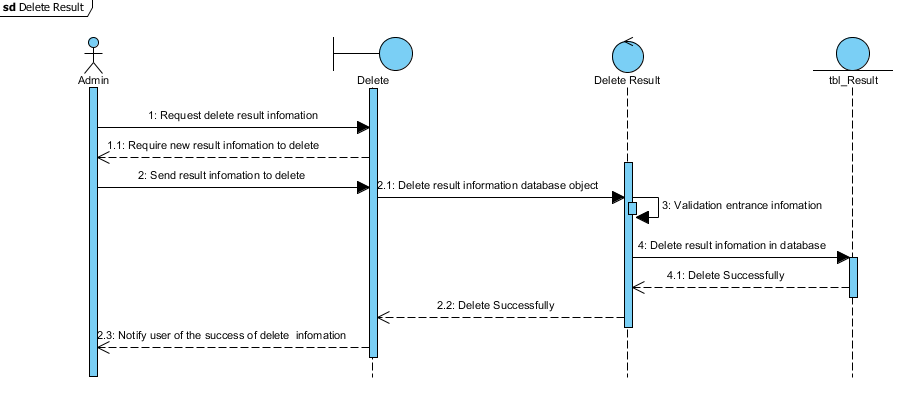 sd Delete Result
Admin
Delete
Delete Result
tbl_Result
1: Request delete result infomation
1.1: Require new result infomation to delete
2: Send result infomation to delete
2.1: Delete result information database object
3: Validation entrance infomation
4: Delete result infomation in database
4.1: Delete Successfully
2.2: Delete Successfully
2.3: Notify user of the success of delete infomation